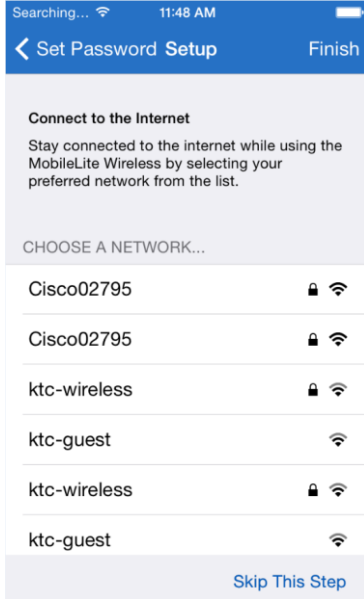 Searching... 11:48 AM
Set Password Setup Finish
Connect to the Internet
Stay connected to the internet while using the
MobileLite Wireless by selecting your
preferred network from the list.
CHOOSE A NETWORK...
Cisco02795
Cisco02795
ktc-wireless
ktc-guest
ktc-wireless
ktc-guest
Skip This Step